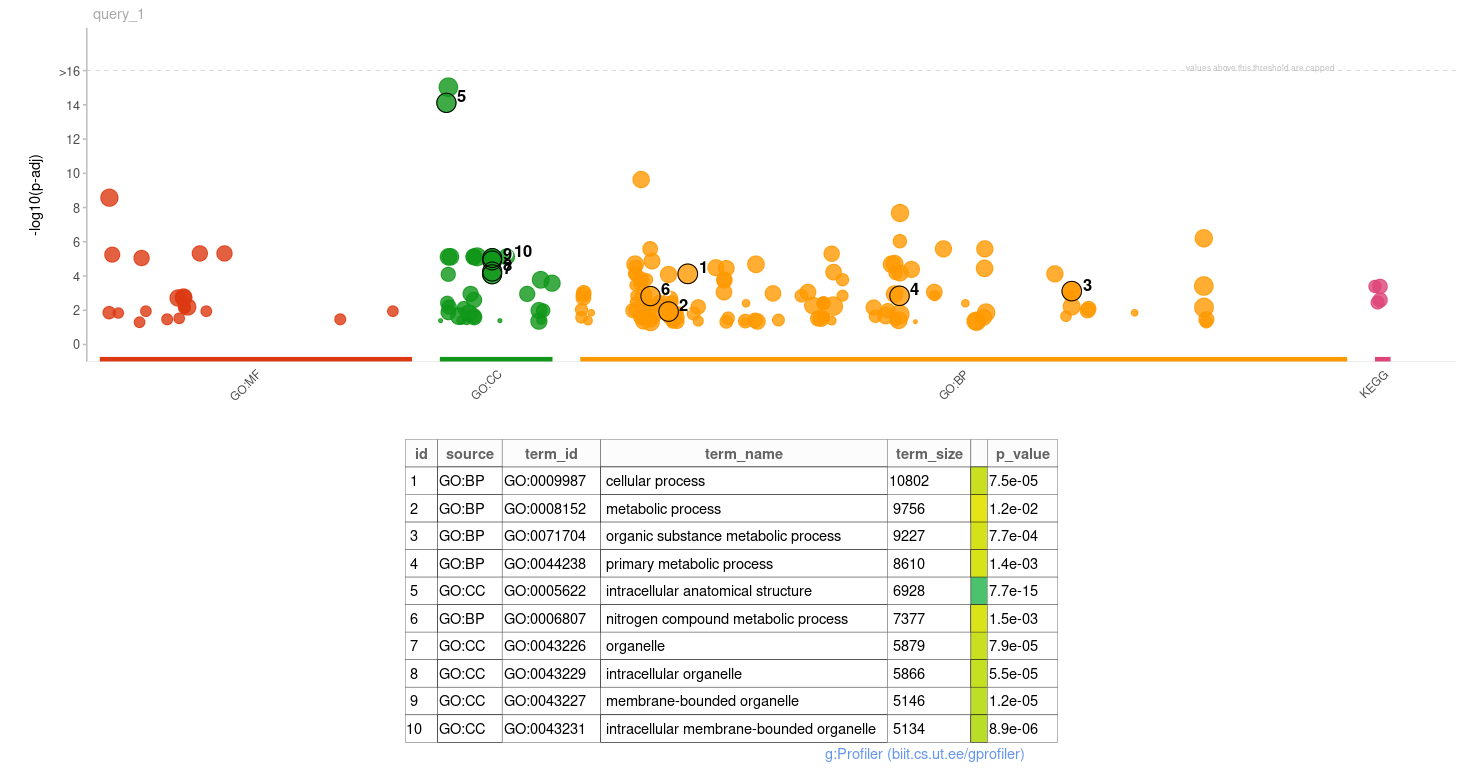 query_1
values above this threshold are capped
>16
14
12
10
8
6
4
2
0
-log10(p-adj)
5
9 10
8
7
1
6
2
4
3
GO:MF
GO:CC
GO:BP
KEGG
id source term_id term_name term_size p_value
1 GO:BP GO:0009987 cellular process 10802 7.5e-05
2 GO:BP GO:0008152 metabolic process 9756 1.2e-02
3 GO:BP GO:0071704 organic substance metabolic process 9227 7.7e-04
4 GO:BP GO:0044238 primary metabolic process 8610 1.4e-03
5 GO:CC GO:0005622 intracellular anatomical structure 6928 7.7e-15
6 GO:BP GO:0006807 nitrogen compound metabolic process 7377 1.5e-03
7 GO:CC GO:0043226 organelle 5879 7.9e-05
8 GO:CC GO:0043229 intracellular organelle 5866 5.5e-05
9 GO:CC GO:0043227 membrane-bounded organelle 5146 1.2e-05
10 GO:CC GO:0043231 intracellular membrane-bounded organelle 5134 8.9e-06
g:Profiler (biit.cs.ut.ee/gprofiler)